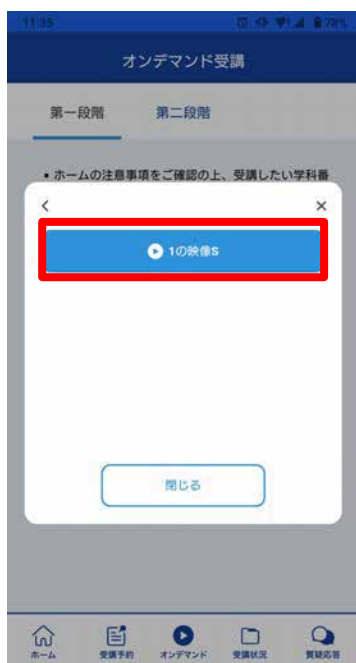 11:35
78%
オンデマンド受講
第一段階
第二段階
• ホームの注意事項をご確認の上、受講したい学科番
1の映像S
閉じる
ホーム
受講予約
オンデマンド
受講状況
質疑応答